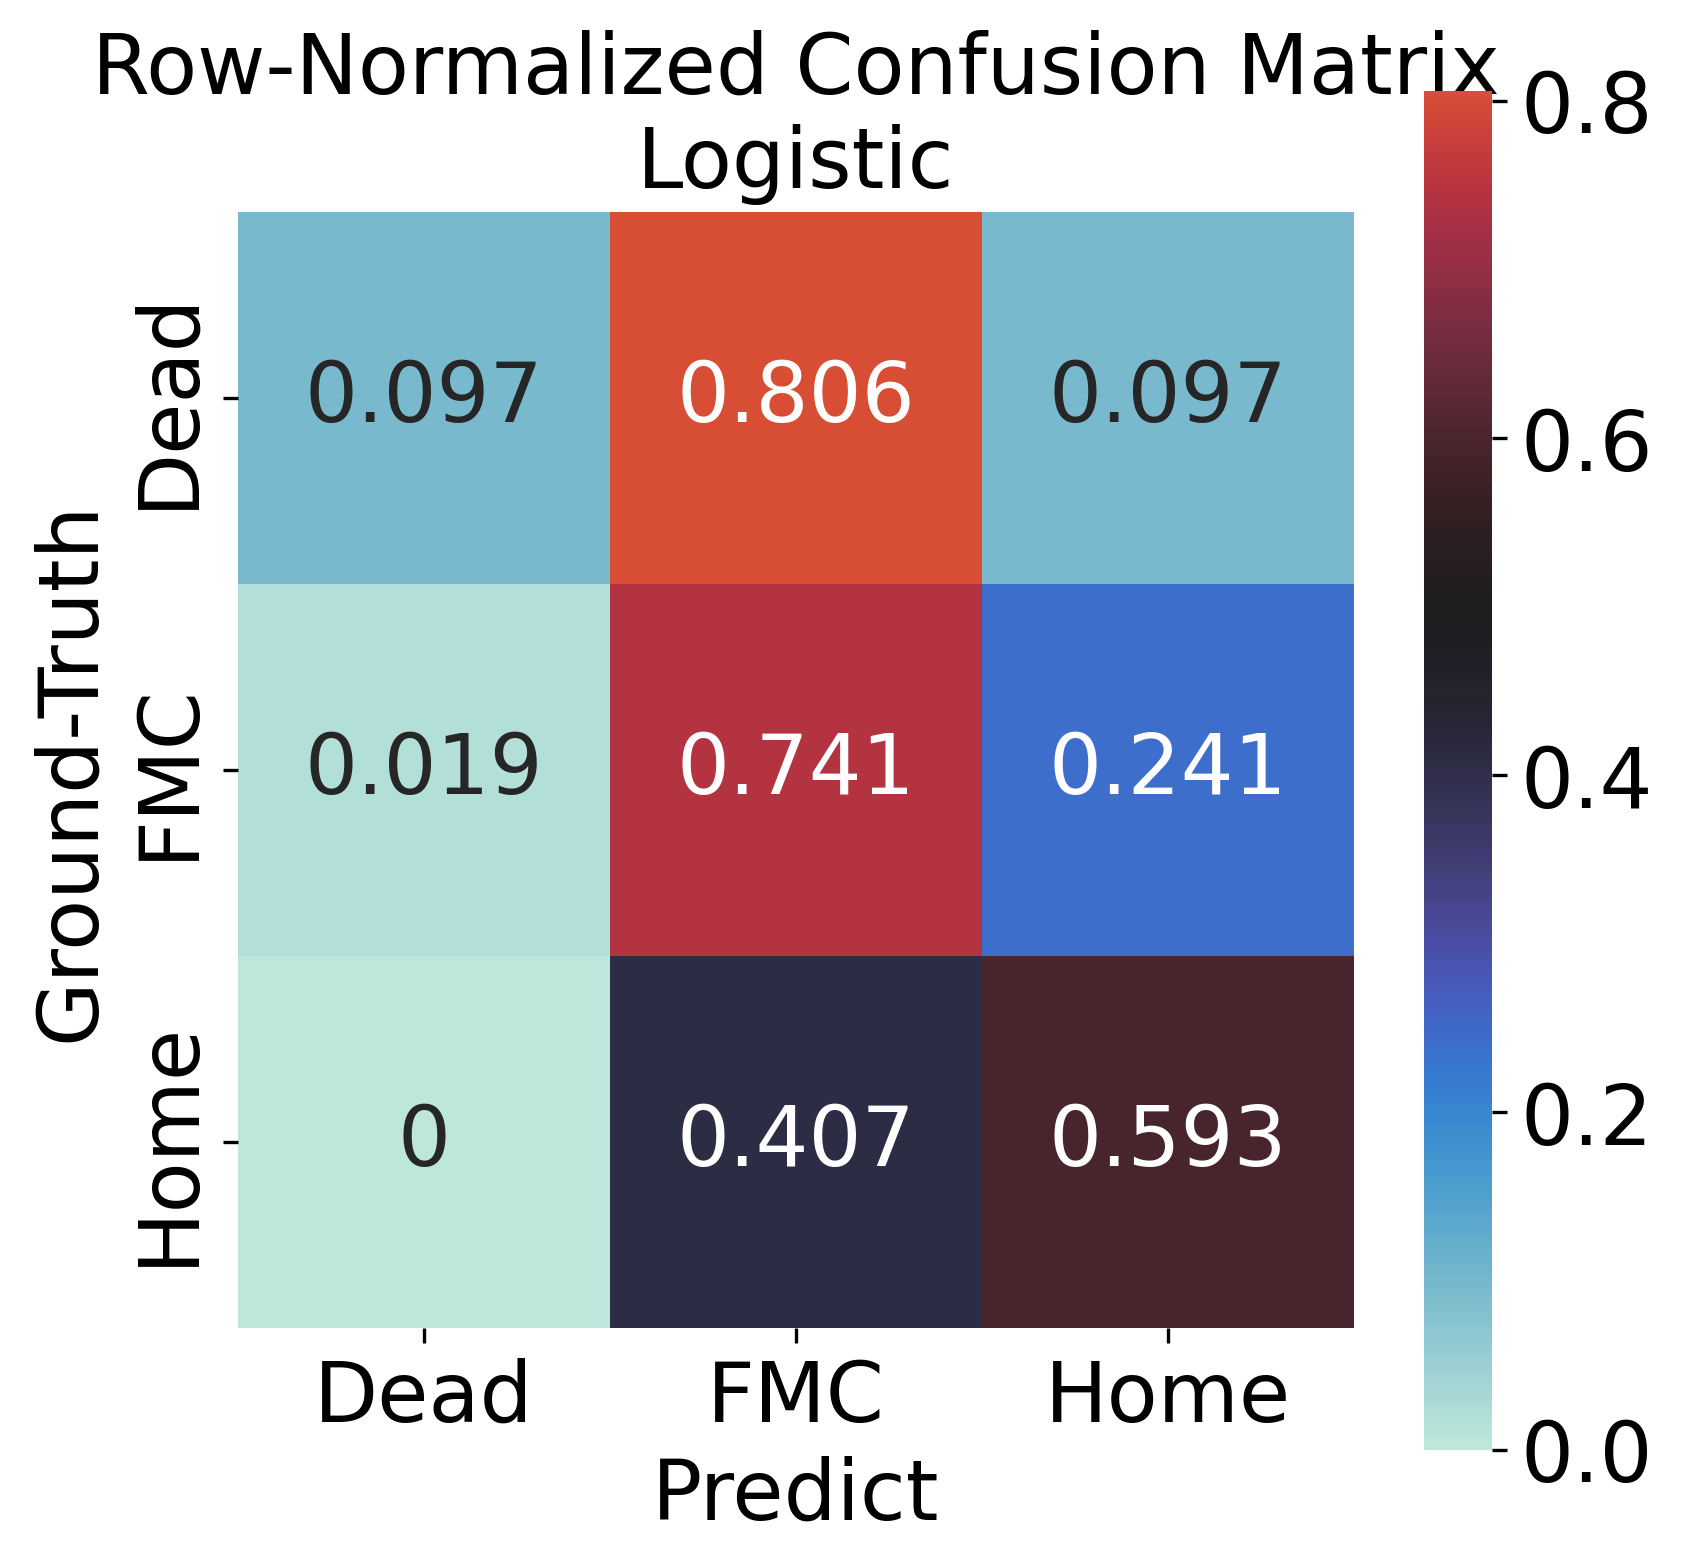 Row-Normalized Confusion Matrix
Logistic
Ground-Truth
Dead
0.097 0.806 0.097
FMC
0.019 0.741 0.241
Home
0 0.407 0.593
Dead FMC Home
Predict
0.8
0.6
0.4
0.2
0.0